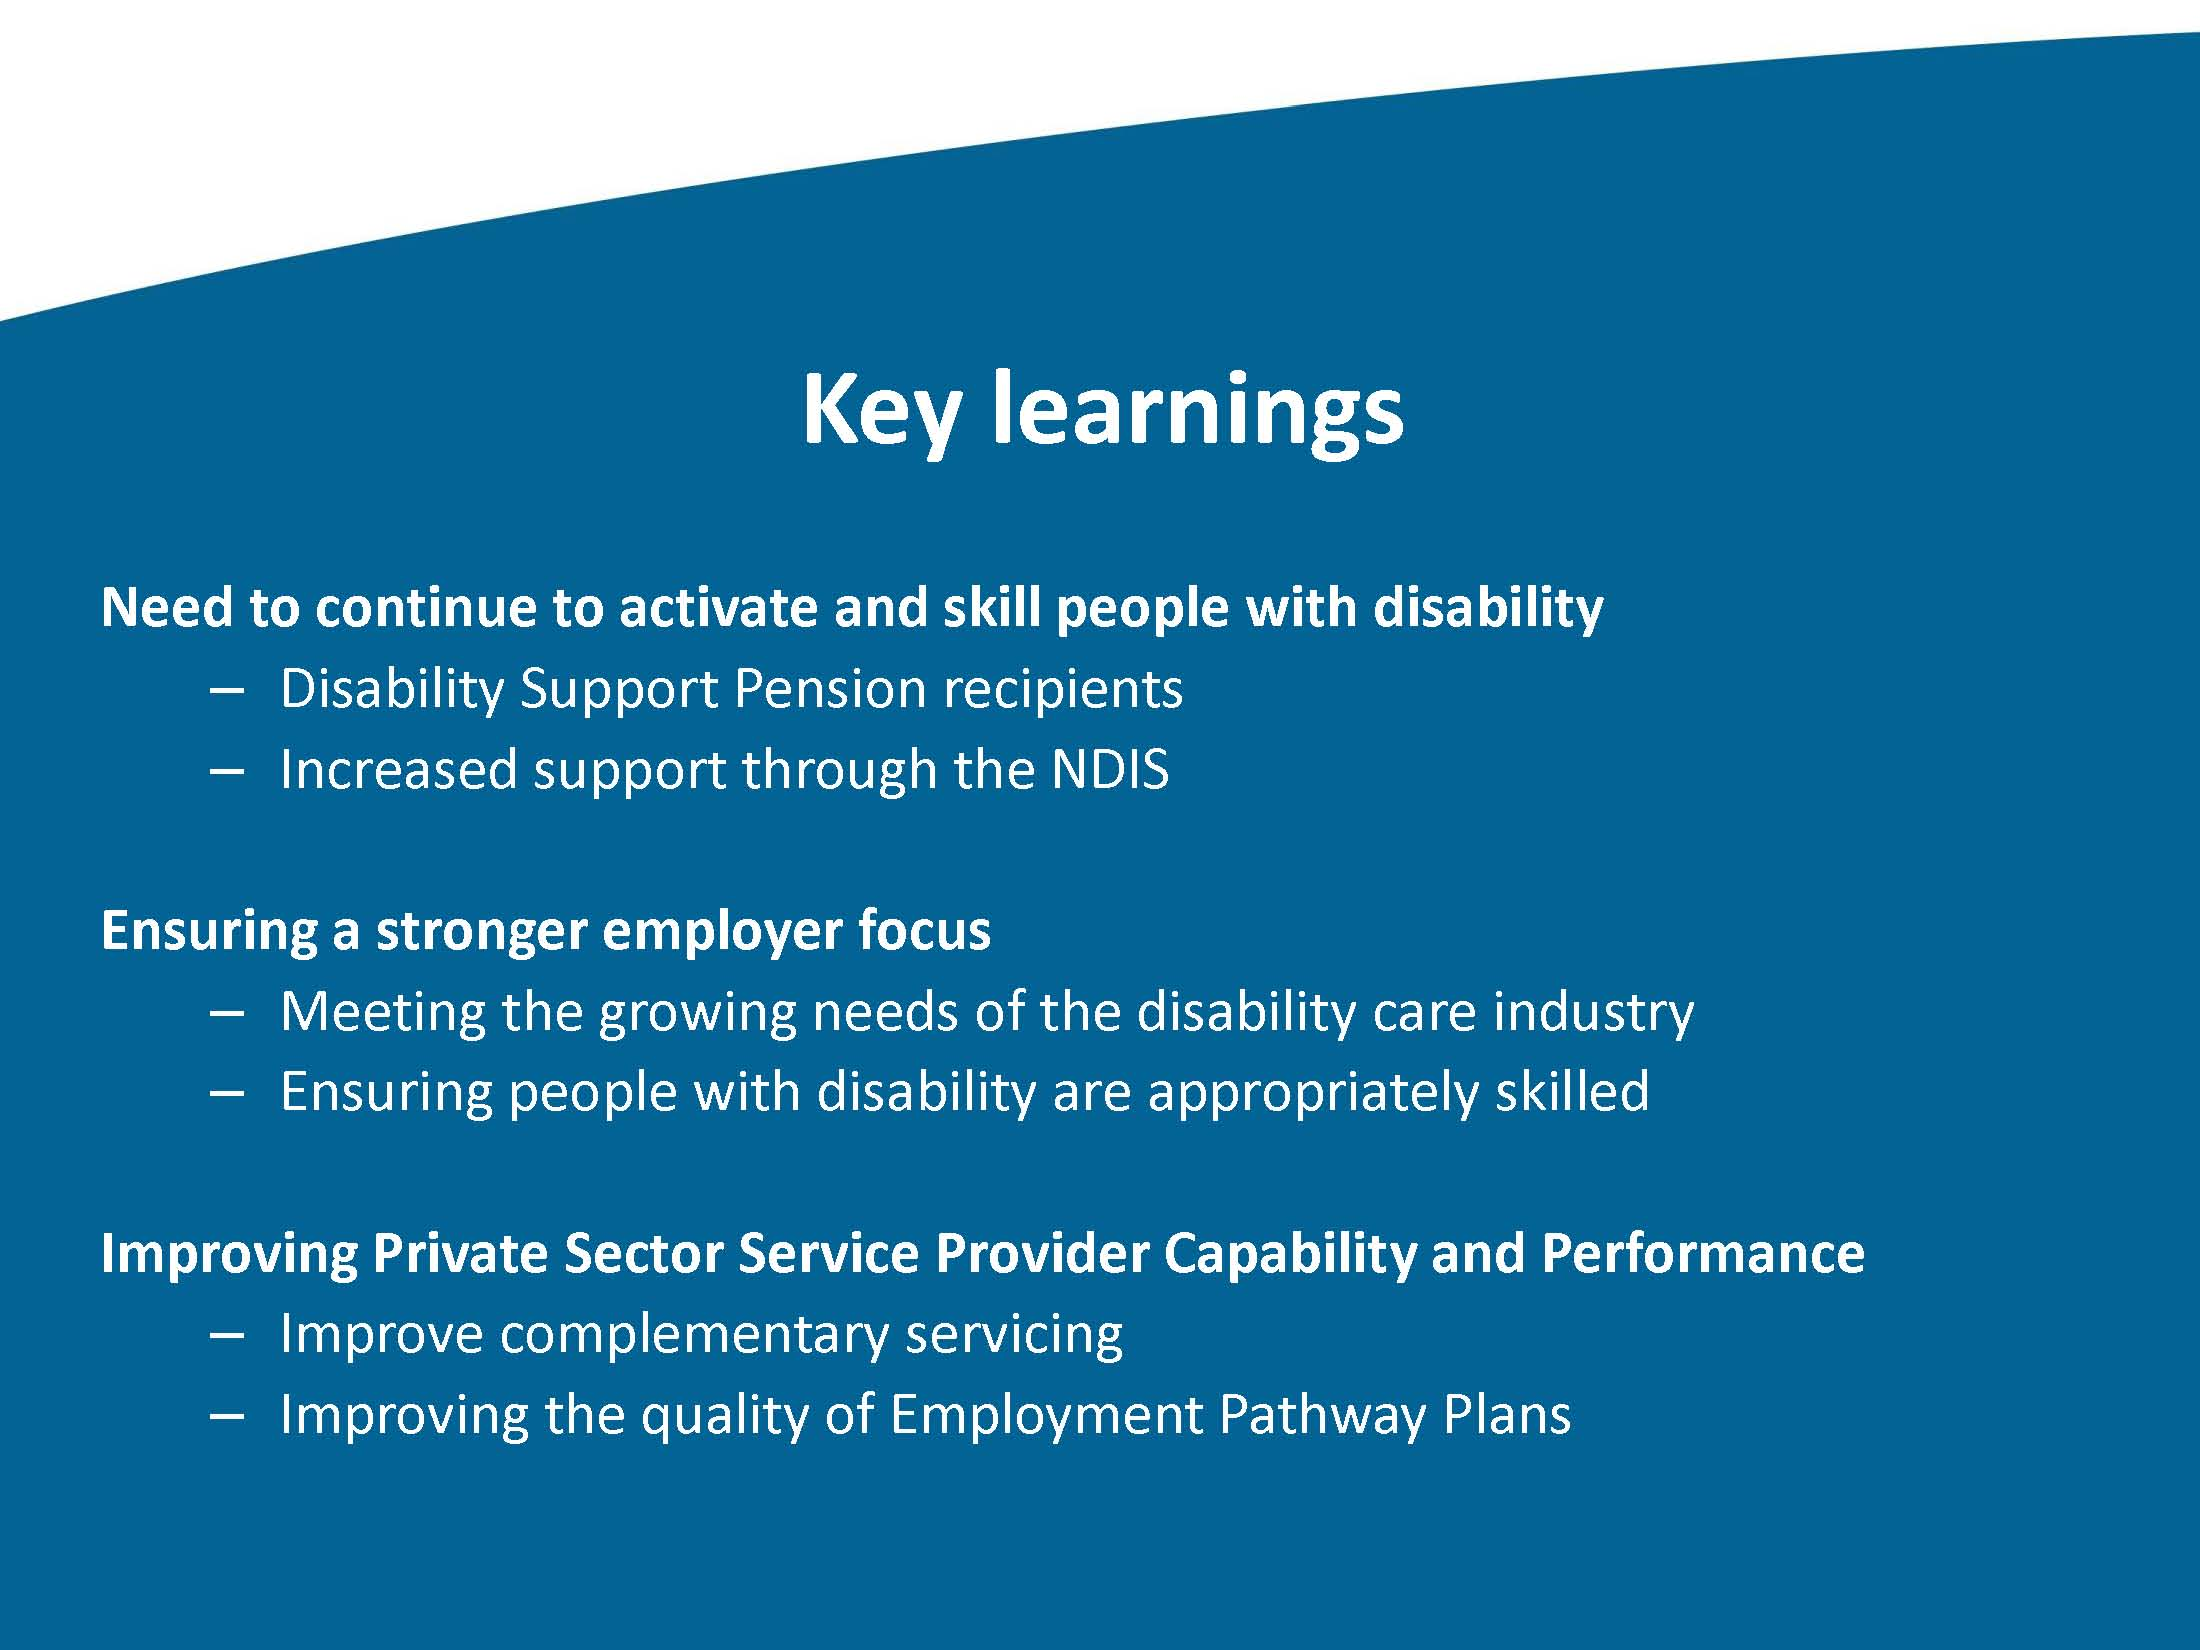 Key learnings
Need to continue to activate and skill people with disability
– Disability Support Pension recipients
– Increased support through the NDIS
Ensuring a stronger employer focus
– Meeting the growing needs of the disability care industry
– Ensuring people with disability are appropriately skilled
Improving Private Sector Service Provider Capability and Performance
– Improve complementary servicing
– Improving the quality of Employment Pathway Plans